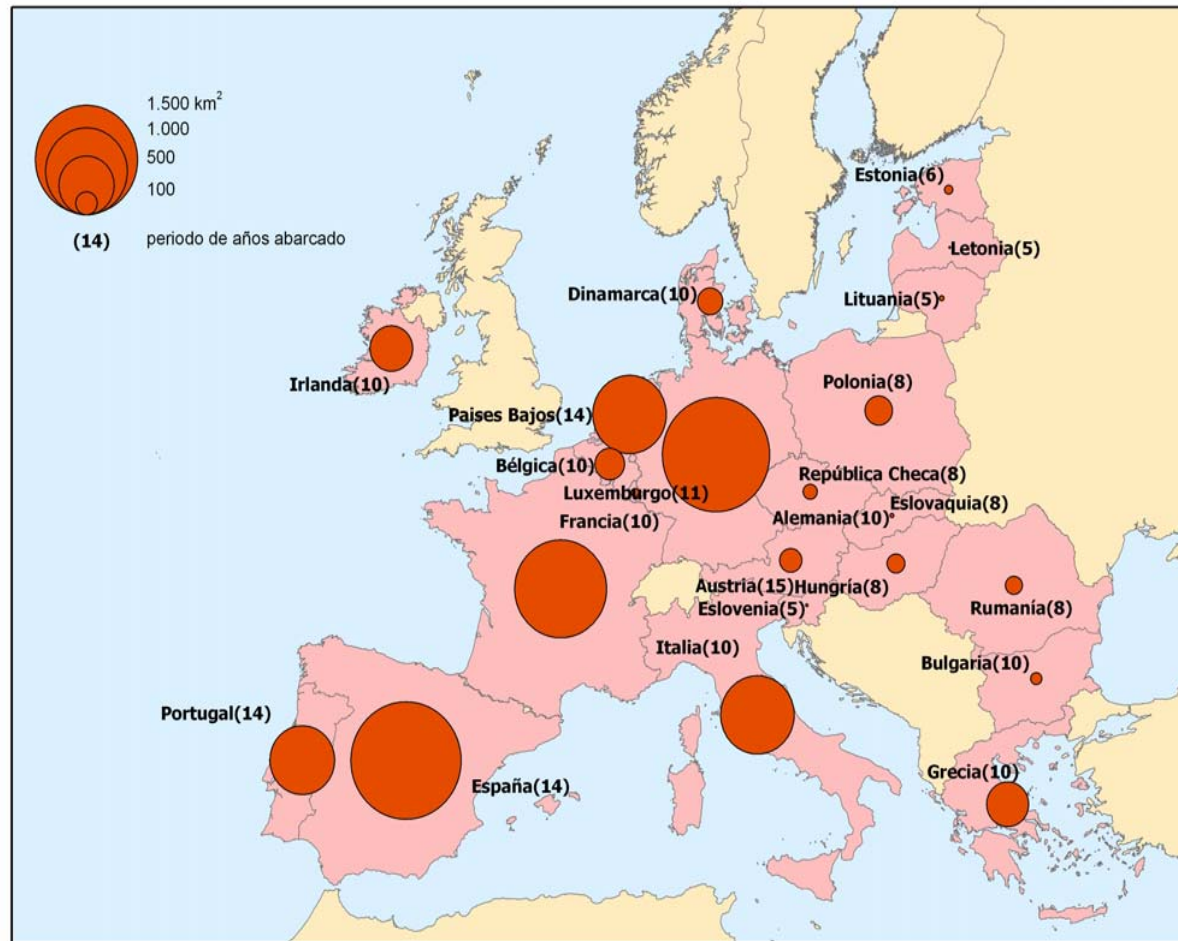 1.500 km²
1.000
500
100
(14) periodo de años abarcado
Estonia(6)
Letonia(5)
Dinamarca(10)
Lituania(5)
Irlanda(10)
Polonia(8)
Paises Bajos(14)
Bélgica(10)
República Checa(8)
Luxemburgo(11)
Eslovaquia(8)
Francia(10)
Alemania(10)
Austria(15)
Hungría(8)
Eslovenia(5)
Rumanía(8)
Italia(10)
Bulgaria(10)
Portugal(14)
Grecia(10)
España(14)